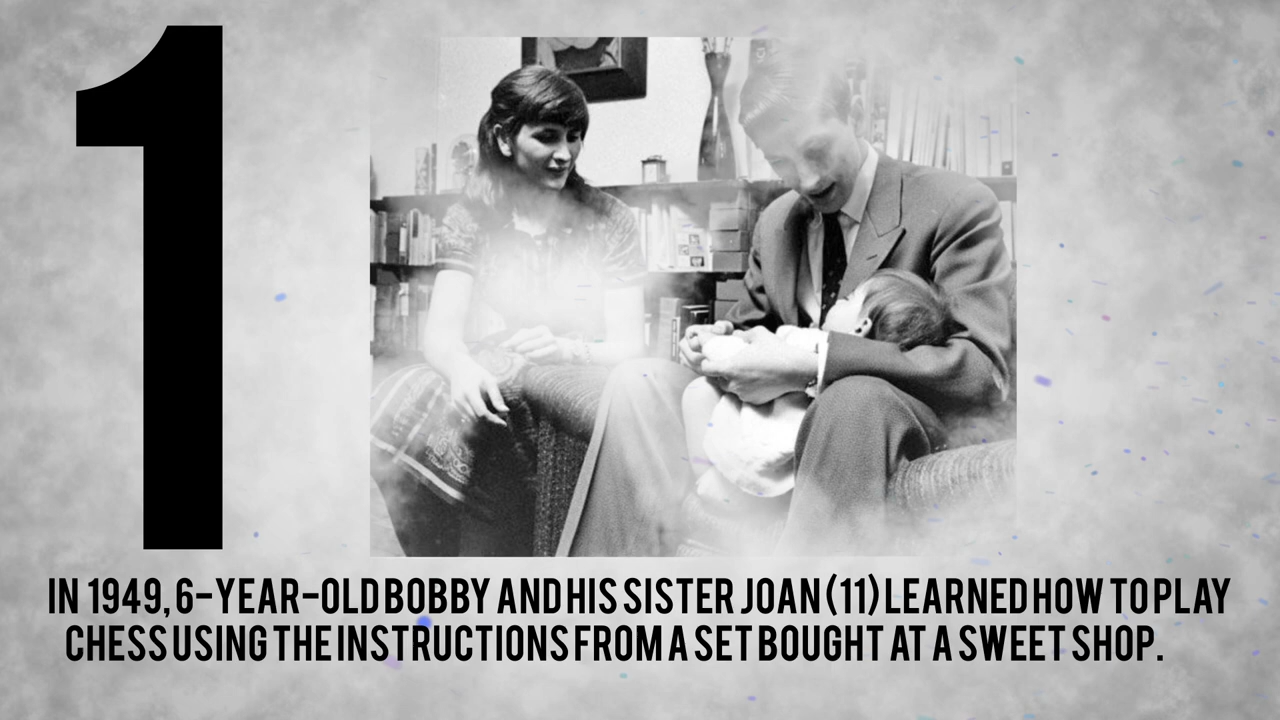 1
IN 1949, 6-YEAR-OLD BOBBY AND HIS SISTER JOAN (11) LEARNED HOW TO PLAY
CHESS USING THE INSTRUCTIONS FROM A SET BOUGHT AT A SWEET SHOP.